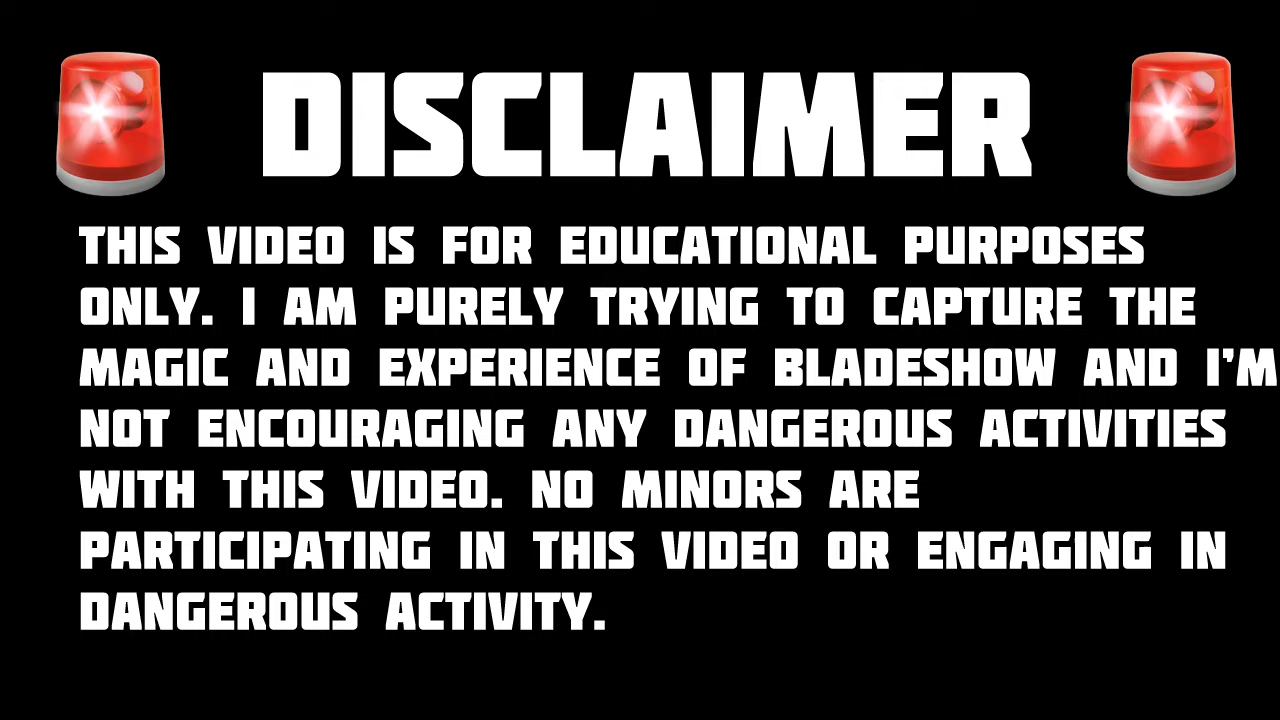 DISCLAIMER
THIS VIDEO IS FOR EDUCATIONAL PURPOSES
ONLY. I AM PURELY TRYING TO CAPTURE THE
MAGIC AND EXPERIENCE OF BLADESHOW AND I'M
NOT ENCOURAGING ANY DANGEROUS ACTIVITIES
WITH THIS VIDEO. NO MINORS ARE
PARTICIPATING IN THIS VIDEO OR ENGAGING IN
DANGEROUS ACTIVITY.